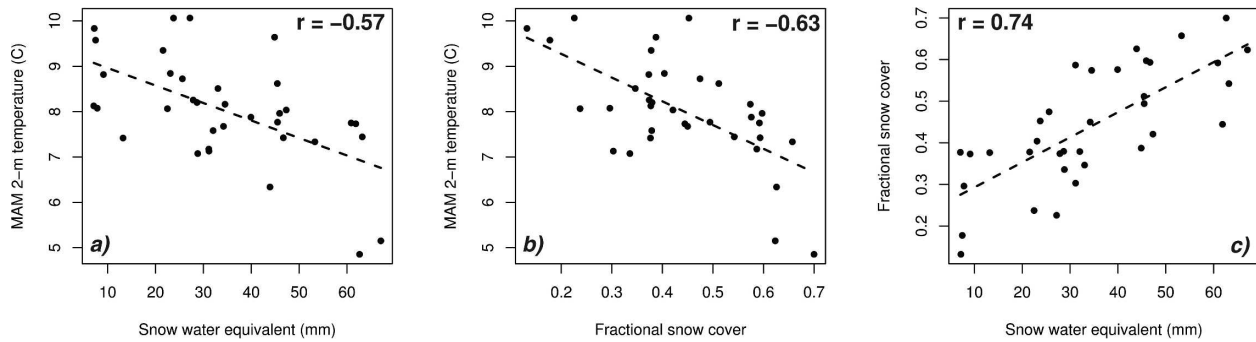 r = −0.57
MAM 2−m temperature (C)
10
9
8
7
6
5
a)
10 20 30 40 50 60
Snow water equivalent (mm)
r = −0.63
MAM 2−m temperature (C)
10
9
8
7
6
5
b)
0.2 0.3 0.4 0.5 0.6 0.7
Fractional snow cover
r = 0.74
Fractional snow cover
0.7
0.6
0.5
0.4
0.3
0.2
c)
10 20 30 40 50 60
Snow water equivalent (mm)